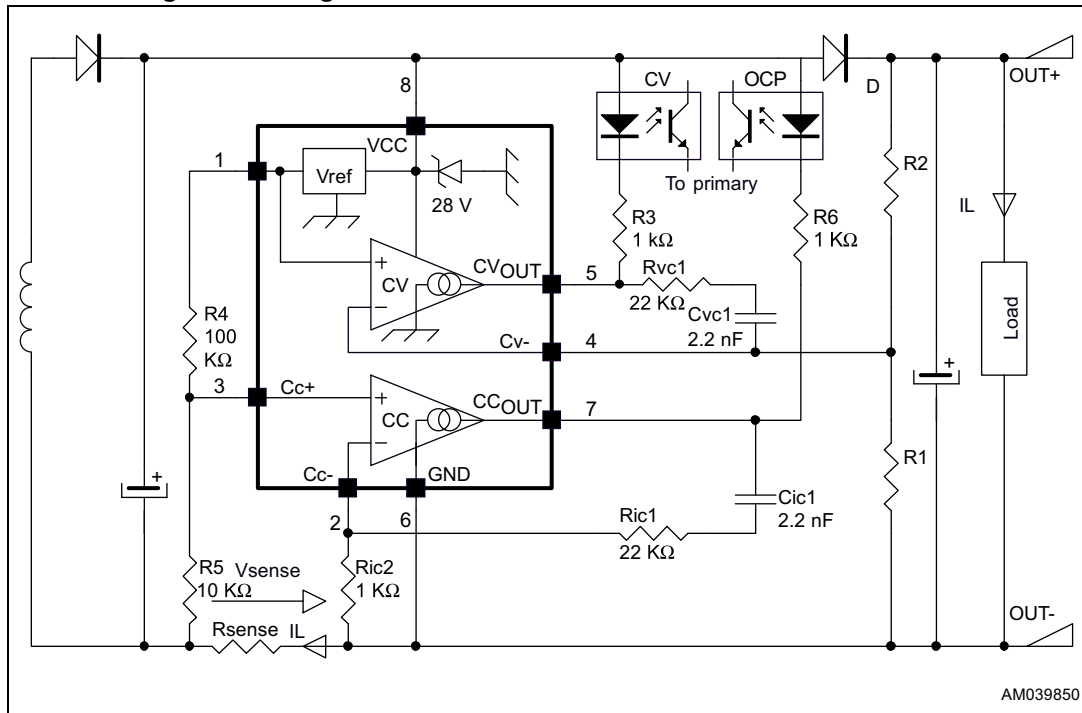 CV
OCP
D
OUT+
8
VCC
1
Vref
28 V
To primary
R2
IL
R3
1 kΩ
R6
1 KΩ
+
CV
−
CVOUT
5
Rvc1
22 KΩ
Cvc1
2.2 nF
Cv-
4
R4
100
KΩ
Load
3
Cc+
+
CC
−
CCOUT
7
+
R1
Cc-
GND
+
2
6
Cic1
2.2 nF
Ric1
22 KΩ
R5
10 KΩ
Vsense
Ric2
1 KΩ
Rsense
IL
OUT-
AM039850